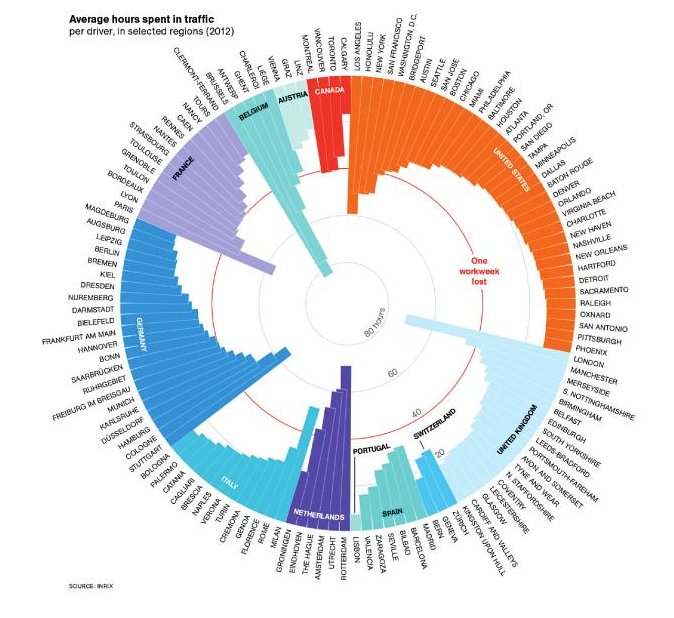 Average hours spent in traffic
per driver, in selected regions (2012)
LOS ANGELES
HONOLULU
NEW YORK
SAN FRANCISCO
WASHINGTON, D.C.
BRIDGEPORT
AUSTIN
SEATTLE
SAN JOSE
BOSTON
CHICAGO
MIAMI
PHILADELPHIA
BALTIMORE
HOUSTON
ATLANTA
PORTLAND, OR
SAN DIEGO
TAMPA
MINNEAPOLIS
DALLAS
BATON ROUGE
DENVER
ORLANDO
VIRGINIA BEACH
CHARLOTTE
NEW HAVEN
NASHVILLE
NEW ORLEANS
HARTFORD
DETROIT
SACRAMENTO
RALEIGH
OXNARD
SAN ANTONIO
PITTSBURGH
PHOENIX
UNITED STATES
LONDON
MANCHESTER
MERSEYSIDE
S. NOTTINGHAMSHIRE
BIRMINGHAM
BELFAST
EDINBURGH
SOUTH YORKSHIRE
LEEDS-BRADFORD
PORTSMOUTH-FAREHAM
AVON AND SOMERSET
TYNE AND WEAR
N. STAFFORDSHIRE
COVENTRY
LEICESTERSHIRE
GLASGOW
CARDIFF AND VALLEYS
KINGSTON UPON HULL
UNITED KINGDOM
ZURICH
GENEVA
BERN
SWITZERLAND
MADRID
BARCELONA
BILBAO
SEVILLE
ZARAGOZA
VALENCIA
SPAIN
LISBON
PORTUGAL
ROTTERDAM
UTRECHT
AMSTERDAM
THE HAGUE
EINDHOVEN
GRONINGEN
NETHERLANDS
MILAN
ROME
FLORENCE
GENOA
CREMONA
TURIN
VERONA
NAPLES
BRESCIA
CAGLIARI
CATANIA
PALERMO
BOLOGNA
ITALY
STUTTGART
COLOGNE
HAMBURG
DÜSSELDORF
KARLSRUHE
MUNICH
FREIBURG IM BREISGAU
RUHRGEBIET
SAARBRÜCKEN
BONN
HANNOVER
FRANKFURT AM MAIN
BIELEFELD
DARMSTADT
NUREMBERG
DRESDEN
KIEL
BREMEN
BERLIN
LEIPZIG
AUGSBURG
MAGDEBURG
GERMANY
PARIS
LYON
BORDEAUX
TOULON
GRENOBLE
TOULOUSE
STRASBOURG
NANTES
RENNES
CAEN
NANCY
TOURS
CLERMONT-FERRAND
FRANCE
BRUSSELS
ANTWERP
GHENT
CHARLEROI
LIÈGE
BELGIUM
VIENNA
GRAZ
LINZ
AUSTRIA
MONTREAL
VANCOUVER
TORONTO
CALGARY
CANADA
One
workweek
lost
80 hours
60
40
20
SOURCE: INRIX